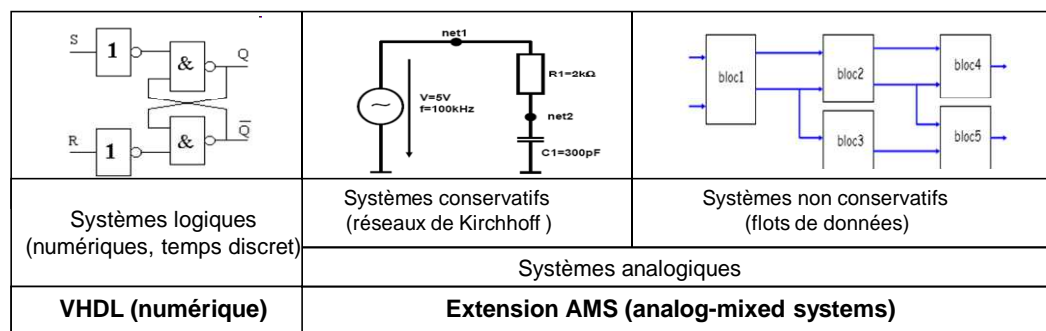 S
1
&
Q
R
1
&
Q
net1
R1=2kΩ
V=5V
f=100kHz
net2
C1=300pF
bloc1
bloc2
bloc3
bloc4
bloc5
Systèmes logiques
(numériques, temps discret)
Systèmes conservatifs
(réseaux de Kirchhoff )
Systèmes non conservatifs
(flots de données)
Systèmes analogiques
VHDL (numérique)
Extension AMS (analog-mixed systems)